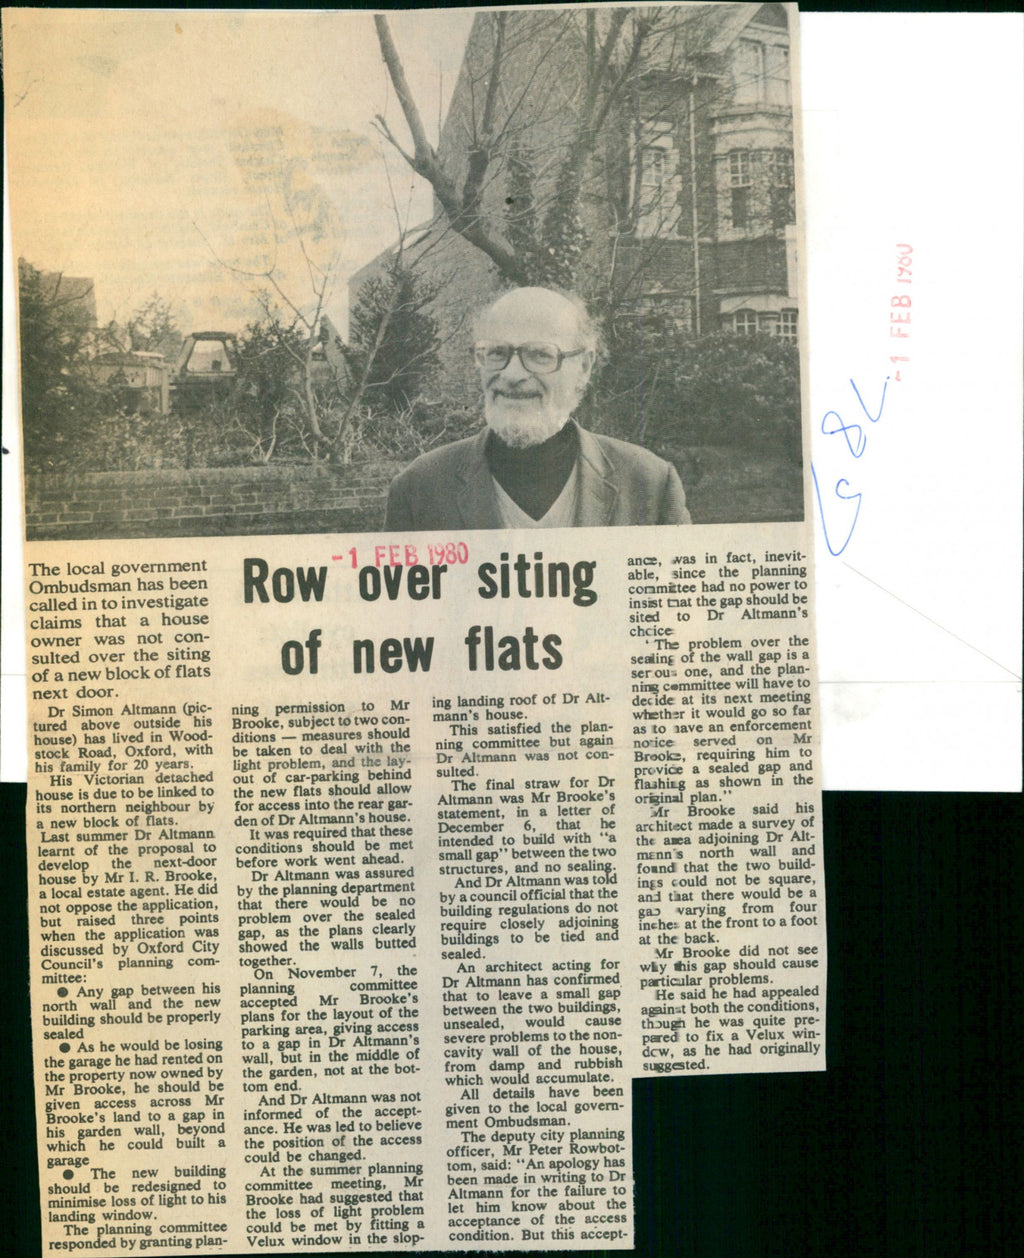 -1 FEB 1980
-1 FEB 1980
Row over siting
of new flats
The local government
Ombudsman has been
called in to investigate
claims that a house
owner was not con-
sulted over the siting
of a new block of flats
next door.
Dr Simon Altmann (pic-
tured above outside his
house) has lived in Wood-
stock Road, Oxford, with
his family for 20 years.
His Victorian detached
house is due to be linked to
its northern neighbour by
a new block of flats.
Last summer Dr Altmann
learnt of the proposal to
develop the next-door
house by Mr I. R. Brooke,
a local estate agent. He did
not oppose the application,
but raised three points
when the application was
discussed by Oxford City
Council's planning com-
mittee:
● Any gap between his
north wall and the new
building should be properly
sealed
● As he would be losing
the garage he had rented on
the property now owned by
Mr Brooke, he should be
given access across Mr
Brooke's land to a gap in
his garden wall, beyond
which he could built a
garage
● The new building
should be redesigned to
minimise loss of light to his
landing window.
The planning committee
responded by granting plan-
ning permission to Mr
Brooke, subject to two con-
ditions — measures should
be taken to deal with the
light problem, and the lay-
out of car-parking behind
the new flats should allow
for access into the rear gar-
den of Dr Altmann's house.
It was required that these
conditions should be met
before work went ahead.
Dr Altmann was assured
by the planning department
that there would be no
problem over the sealed
gap, as the plans clearly
showed the walls butted
together.
On November 7, the
planning committee
accepted Mr Brooke's
plans for the layout of the
parking area, giving access
to a gap in Dr Altmann's
wall, but in the middle of
the garden, not at the bot-
tom end.
And Dr Altmann was not
informed of the accept-
ance. He was led to believe
the position of the access
could be changed.
At the summer planning
committee meeting, Mr
Brooke had suggested that
the loss of light problem
could be met by fitting a
Velux window in the slop-
ing landing roof of Dr Alt-
mann's house.
This satisfied the plan-
ning committee but again
Dr Altmann was not con-
sulted.
The final straw for Dr
Altmann was Mr Brooke's
statement, in a letter of
December 6, that he
intended to build with "a
small gap" between the two
structures, and no sealing.
And Dr Altmann was told
by a council official that the
building regulations do not
require closely adjoining
buildings to be tied and
sealed.
An architect acting for
Dr Altmann has confirmed
that to leave a small gap
between the two buildings,
unsealed, would cause
severe problems to the non-
cavity wall of the house,
from damp and rubbish
which would accumulate.
All details have been
given to the local govern-
ment Ombudsman.
The deputy city planning
officer, Mr Peter Rowbot-
tom, said: "An apology has
been made in writing to Dr
Altmann for the failure to
let him know about the
acceptance of the access
condition. But this accept-
ance, was in fact, inevit-
able, since the planning
committee had no power to
insist that the gap should be
sited to Dr Altmann's
choice
' The problem over the
sealing of the wall gap is a
serious one, and the plan-
ning committee will have to
decide at its next meeting
whether it would go so far
as to have an enforcement
notice served on Mr
Brooke, requiring him to
provide a sealed gap and
flashing as shown in the
original plan."
Mr Brooke said his
architect made a survey of
the area adjoining Dr Alt-
mann's north wall and
found that the two build-
ings could not be square,
and that there would be a
gap varying from four
inches at the front to a foot
at the back.
Mr Brooke did not see
why this gap should cause
particular problems.
He said he had appealed
against both the conditions,
though he was quite pre-
pared to fix a Velux win-
dow, as he had originally
suggested.